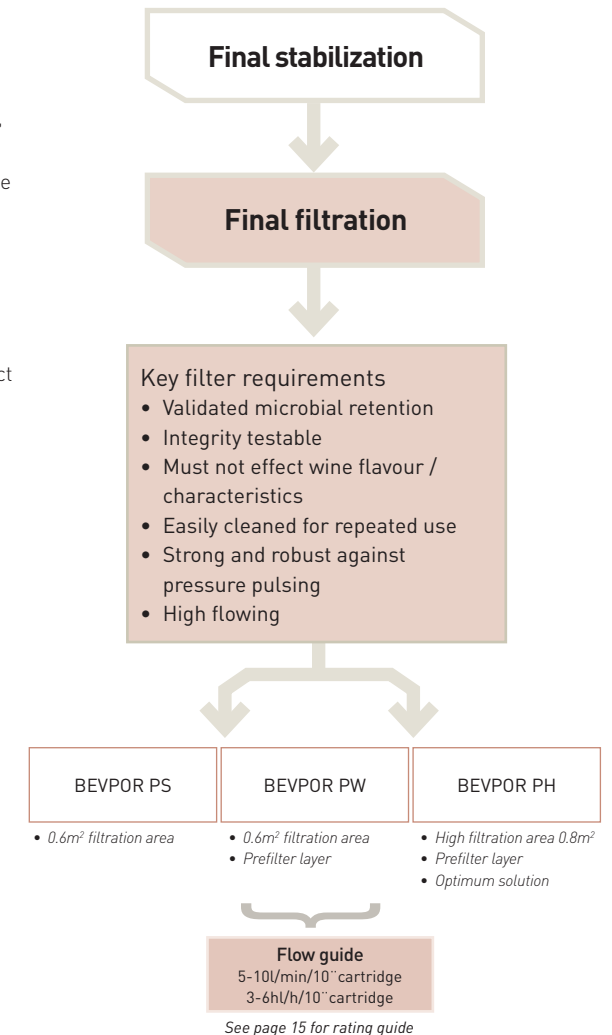 Final stabilization
e
Final filtration
ct
Key filter requirements
• Validated microbial retention
• Integrity testable
• Must not effect wine flavour /
characteristics
• Easily cleaned for repeated use
• Strong and robust against
pressure pulsing
• High flowing
BEVPOR PS
BEVPOR PW
BEVPOR PH
• 0.6m² filtration area
• 0.6m² filtration area
• Prefilter layer
• High filtration area 0.8m²
• Prefilter layer
• Optimum solution
Flow guide
5-10l/min/10¨cartridge
3-6hl/h/10¨cartridge
See page 15 for rating guide